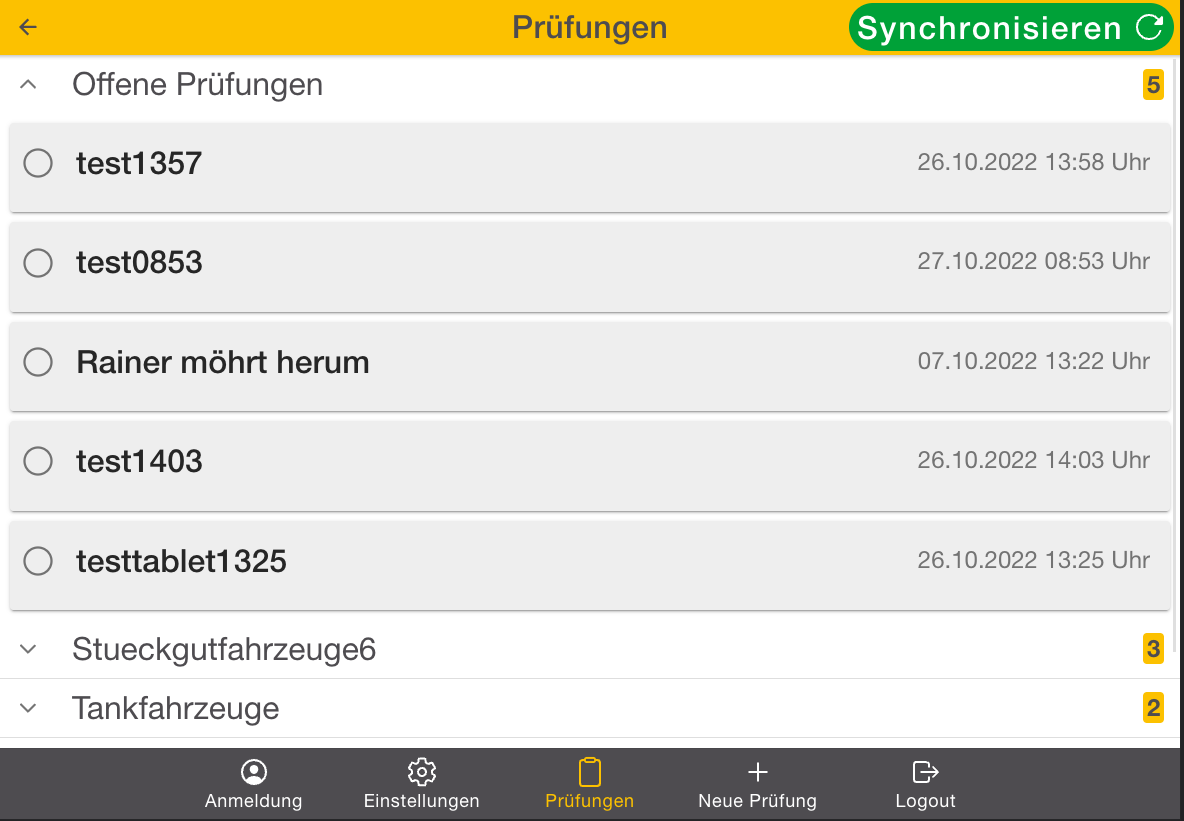 Prüfungen
Synchronisieren
Offene Prüfungen 5
test1357 26.10.2022 13:58 Uhr
test0853 27.10.2022 08:53 Uhr
Rainer möhrt herum 07.10.2022 13:22 Uhr
test1403 26.10.2022 14:03 Uhr
testtablet1325 26.10.2022 13:25 Uhr
Stueckgutfahrzeuge6 3
Tankfahrzeuge 2
Anmeldung Einstellungen Prüfungen Neue Prüfung Logout